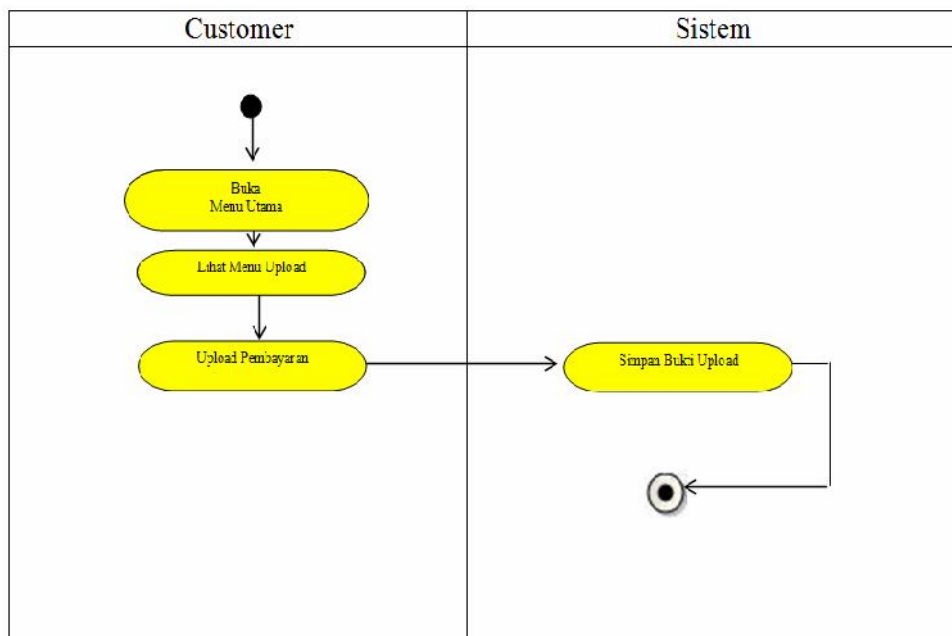 Customer
Sistem
Buka
Menu Utama
Lihat Menu Upload
Upload Pembayaran
Simpan Bukti Upload